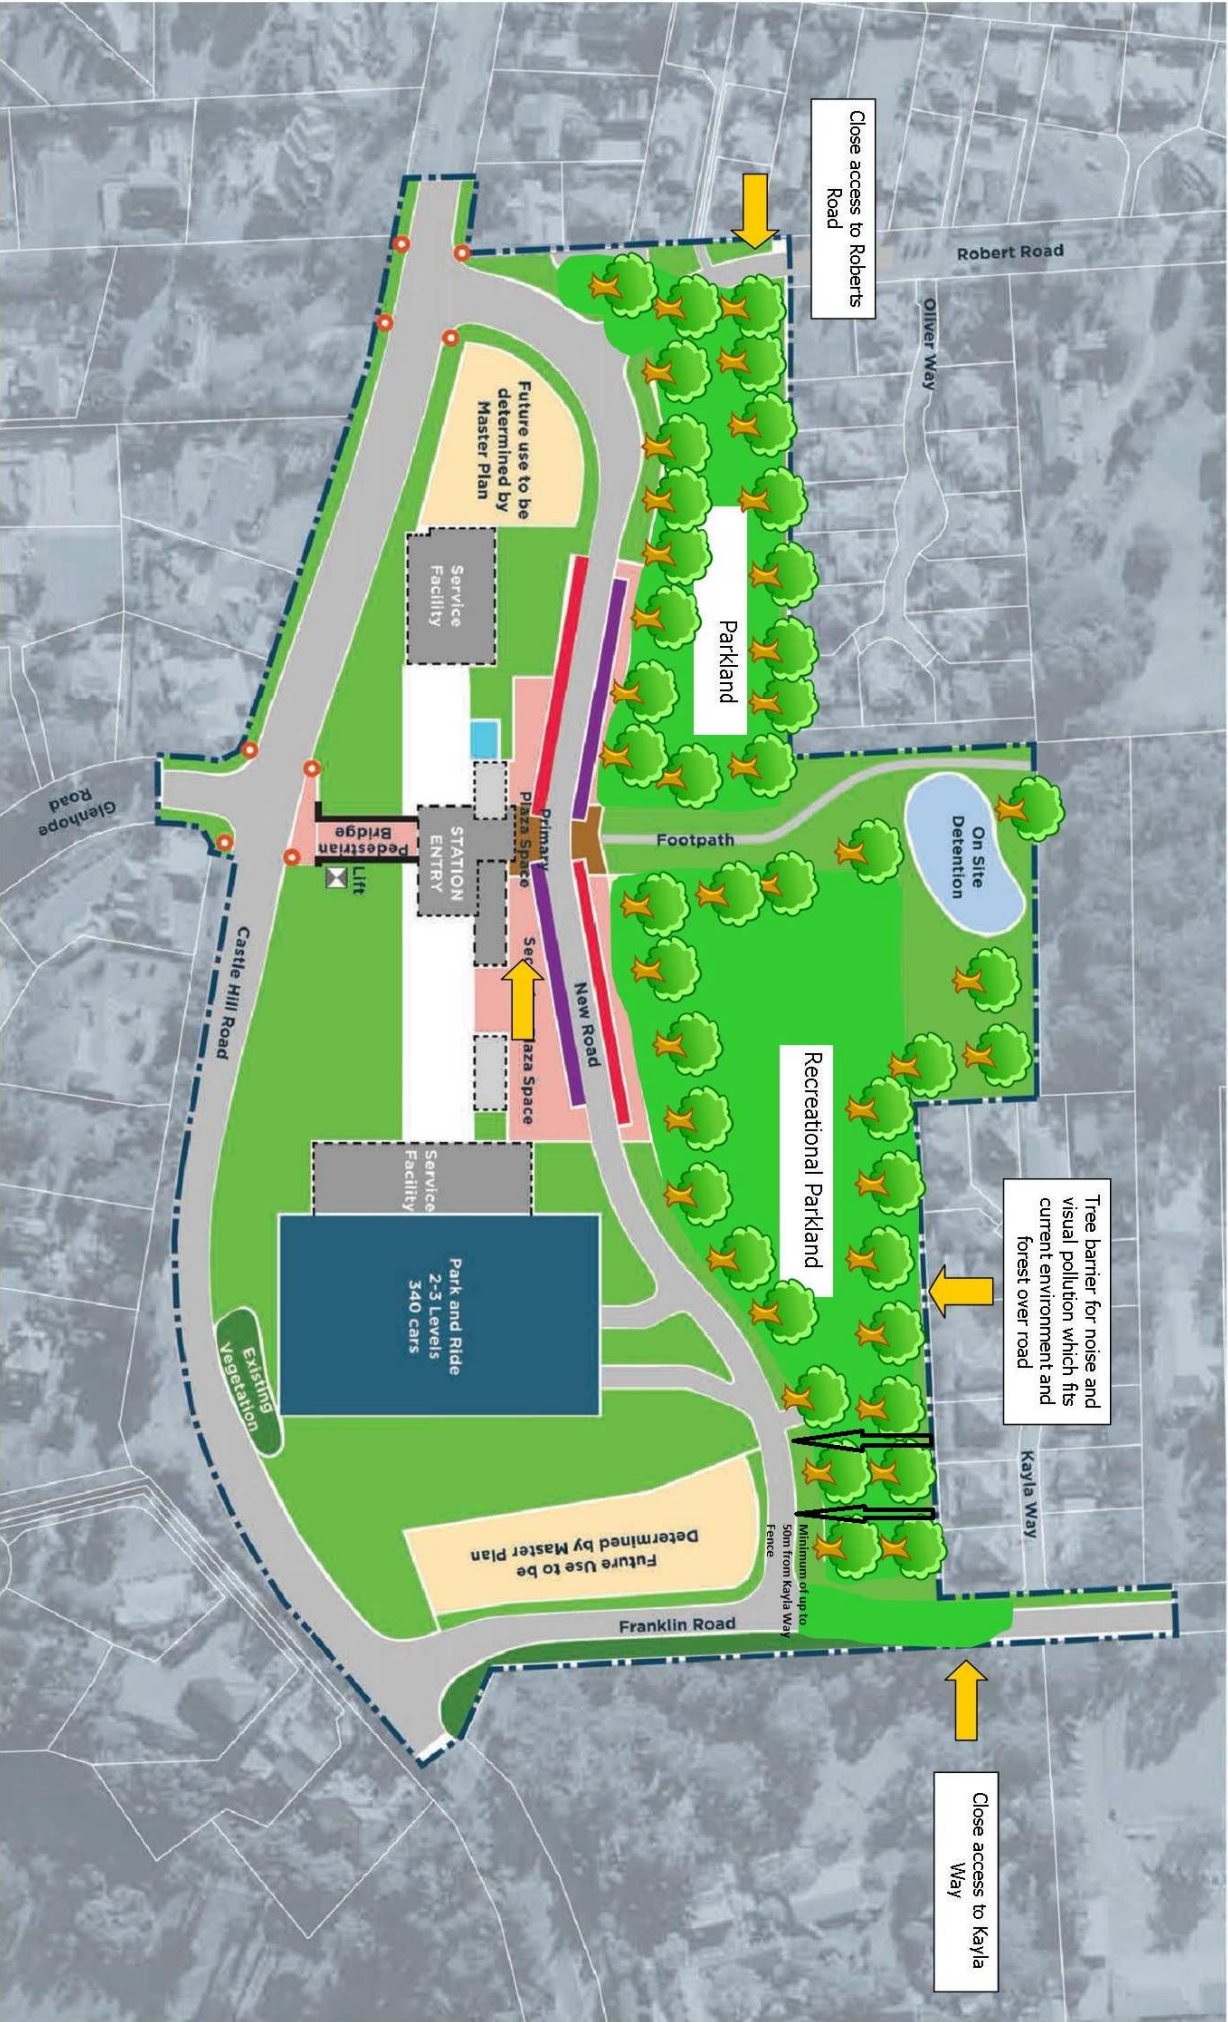 Close access to Roberts
Road
Robert Road
Oliver Way
Future use to be
determined by
Master Plan
Service
Facility
Parkland
On Site
Detention
Footpath
Primary
Plaza Space
STATION
ENTRY
Pedestrian
Bridge
Lift
Glenhope
Road
Castle Hill Road
New Road
Plaza Space
Recreational Parkland
Service
Facility
Park and Ride
2-3 Levels
340 cars
Existing
Vegetation
Tree barrier for noise and
visual pollution which fits
current environment and
forest over road
Kayla Way
Minimum of up to
50m from Kayla Way
Fence
Future Use to be
Determined by Master Plan
Franklin Road
Close access to Kayla
Way